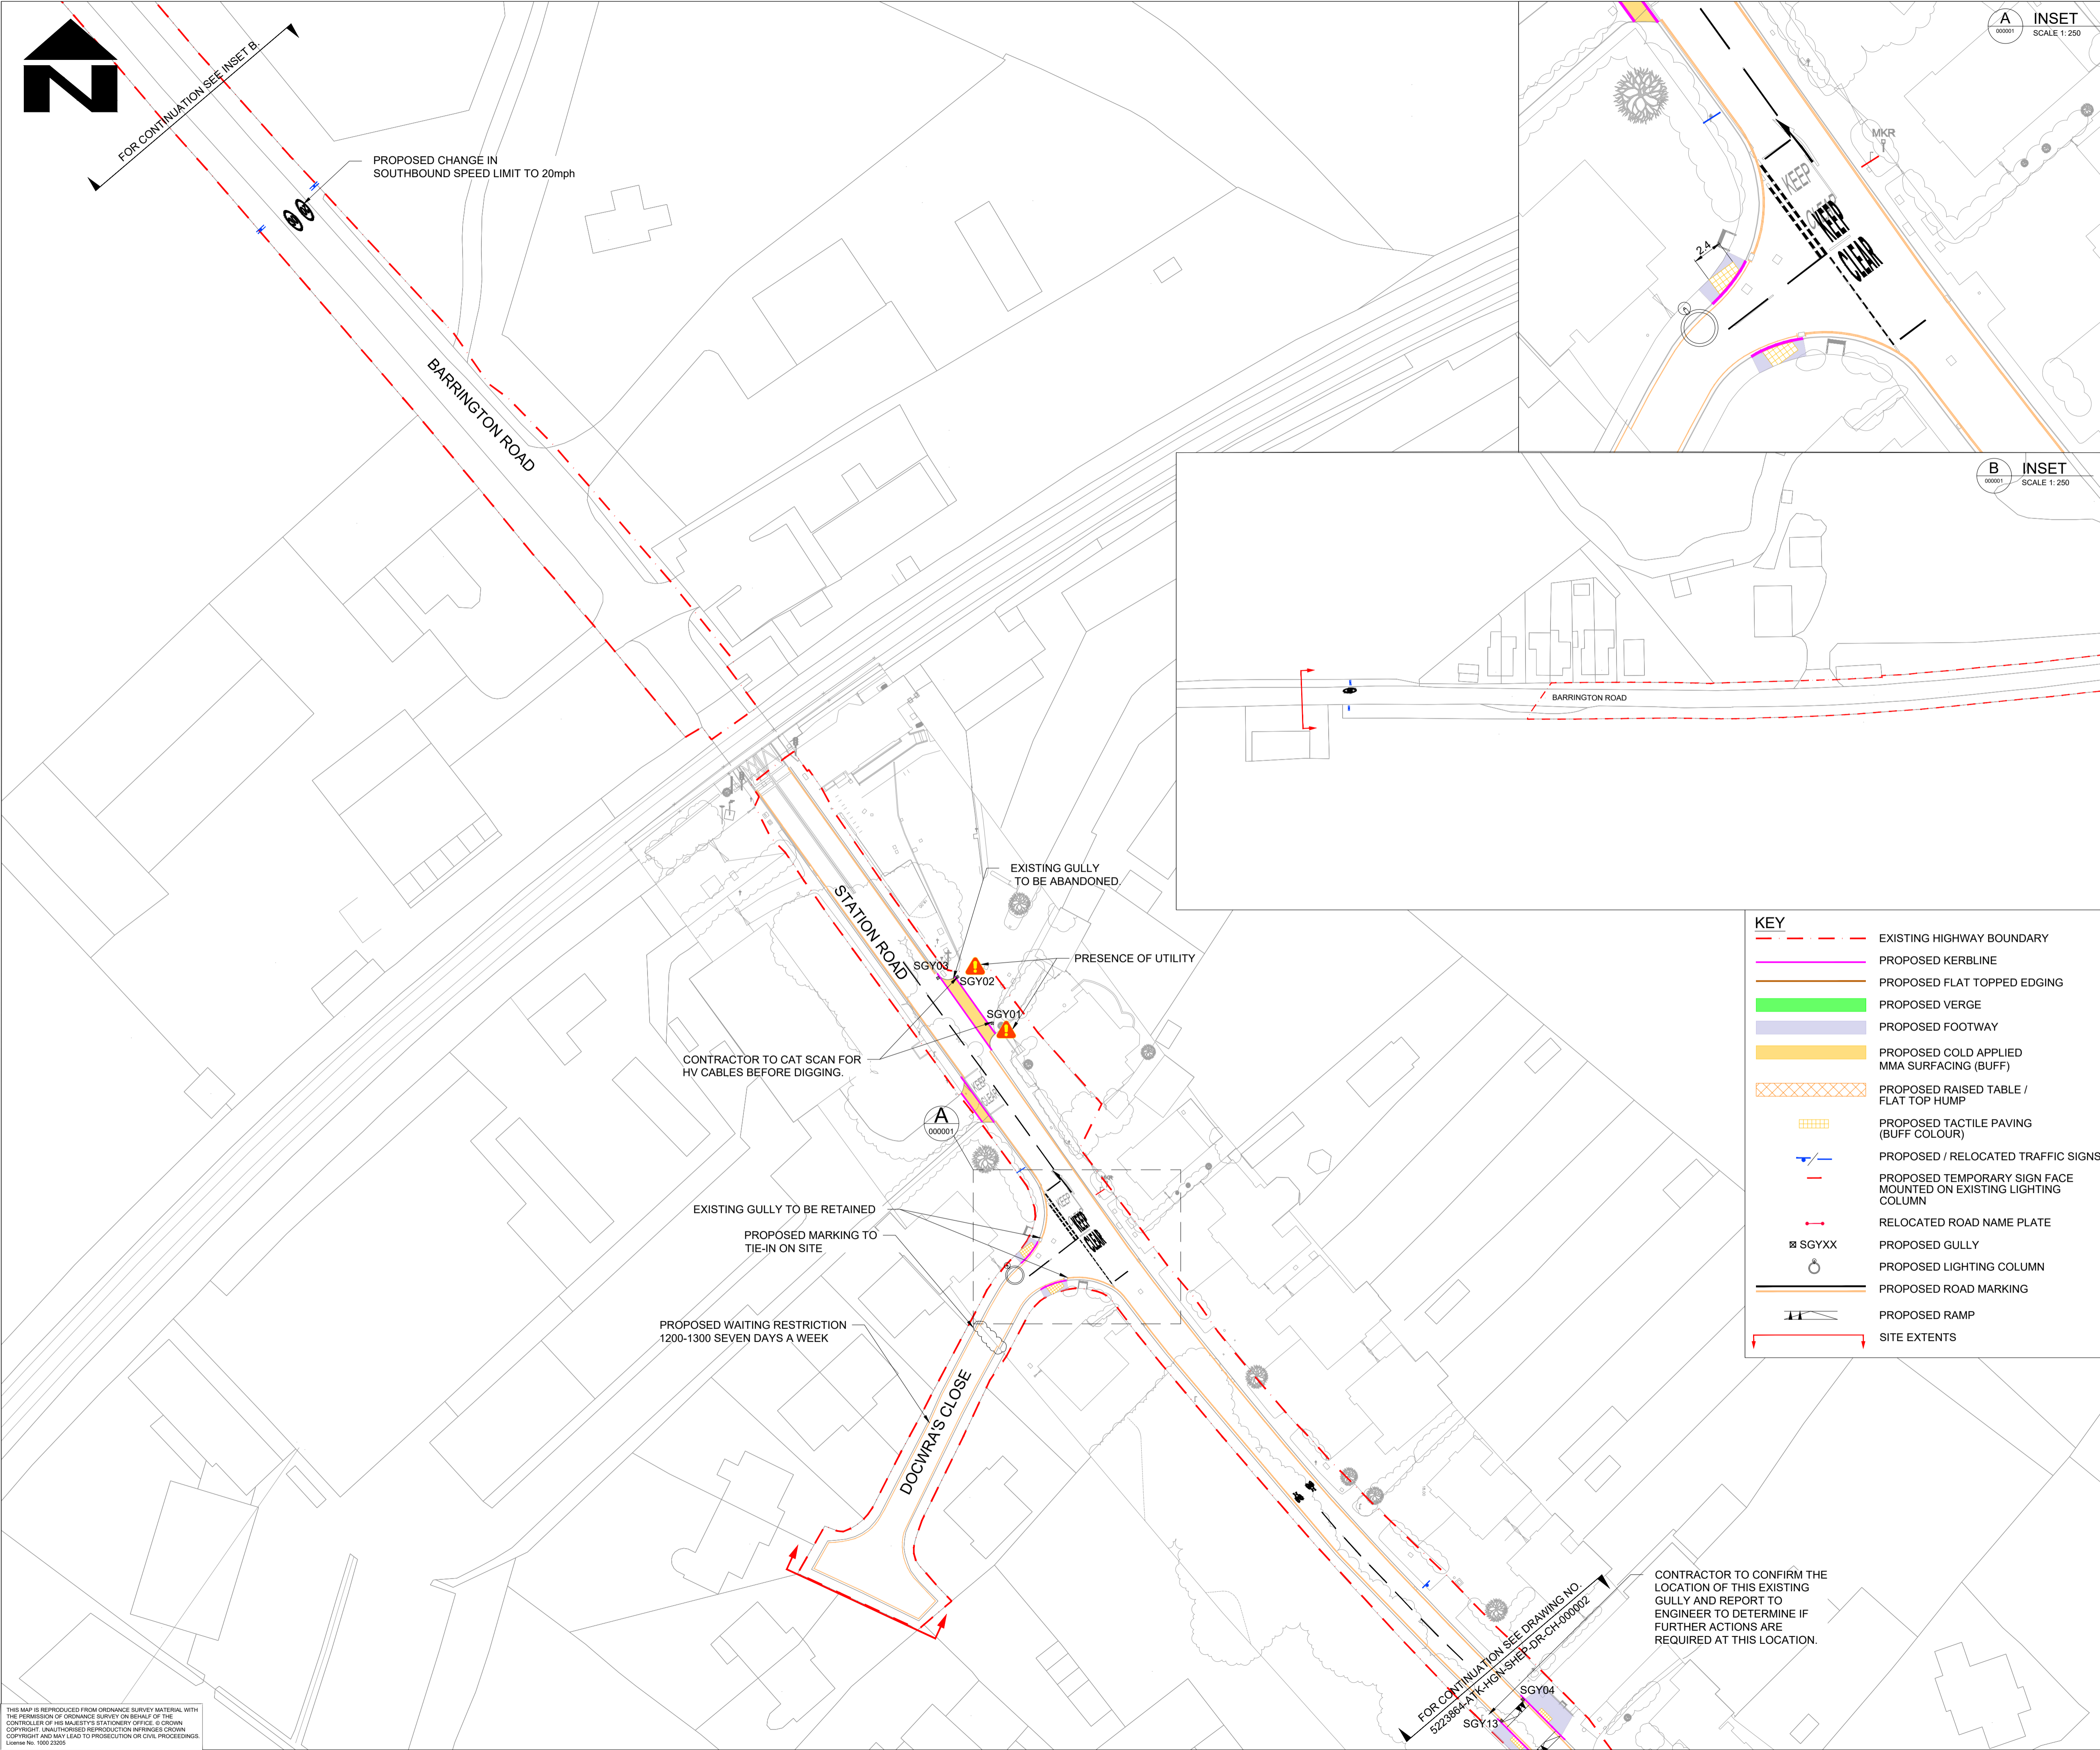 N
FOR CONTINUATION SEE INSET B.
PROPOSED CHANGE IN
SOUTHBOUND SPEED LIMIT TO 20mph
BARRINGTON ROAD
A
000001
INSET
SCALE 1: 250
MKR
KEEP
CLEAR
KEEP
CLEAR
2.4
B
000001
INSET
SCALE 1: 250
BARRINGTON ROAD
STATION ROAD
EXISTING GULLY
TO BE ABANDONED.
PRESENCE OF UTILITY
SGY03
SGY02
SGY01
CONTRACTOR TO CAT SCAN FOR
HV CABLES BEFORE DIGGING.
CLEAR
A
000001
MKR
KEEP
CLEAR
EXISTING GULLY TO BE RETAINED
PROPOSED MARKING TO
TIE-IN ON SITE
PROPOSED WAITING RESTRICTION
1200-1300 SEVEN DAYS A WEEK
DOCWRA'S CLOSE
KEY
EXISTING HIGHWAY BOUNDARY
PROPOSED KERBLINE
PROPOSED FLAT TOPPED EDGING
PROPOSED VERGE
PROPOSED FOOTWAY
PROPOSED COLD APPLIED
MMA SURFACING (BUFF)
PROPOSED RAISED TABLE /
FLAT TOP HUMP
PROPOSED TACTILE PAVING
(BUFF COLOUR)
PROPOSED / RELOCATED TRAFFIC SIGNS
PROPOSED TEMPORARY SIGN FACE
MOUNTED ON EXISTING LIGHTING
COLUMN
RELOCATED ROAD NAME PLATE
SGYXX PROPOSED GULLY
PROPOSED LIGHTING COLUMN
PROPOSED ROAD MARKING
PROPOSED RAMP
SITE EXTENTS
CONTRACTOR TO CONFIRM THE
LOCATION OF THIS EXISTING
GULLY AND REPORT TO
ENGINEER TO DETERMINE IF
FURTHER ACTIONS ARE
REQUIRED AT THIS LOCATION.
FOR CONTINUATION SEE DRAWING NO.
5223864-ATK-HGN-SHEP-DR-CH-000002
SGY04
SGY13
THIS MAP IS REPRODUCED FROM ORDNANCE SURVEY MATERIAL WITH
THE PERMISSION OF ORDNANCE SURVEY ON BEHALF OF THE
CONTROLLER OF HIS MAJESTY'S STATIONERY OFFICE. © CROWN
COPYRIGHT. UNAUTHORISED REPRODUCTION INFRINGES CROWN
COPYRIGHT AND MAY LEAD TO PROSECUTION OR CIVIL PROCEEDINGS.
License No. 1000 23205